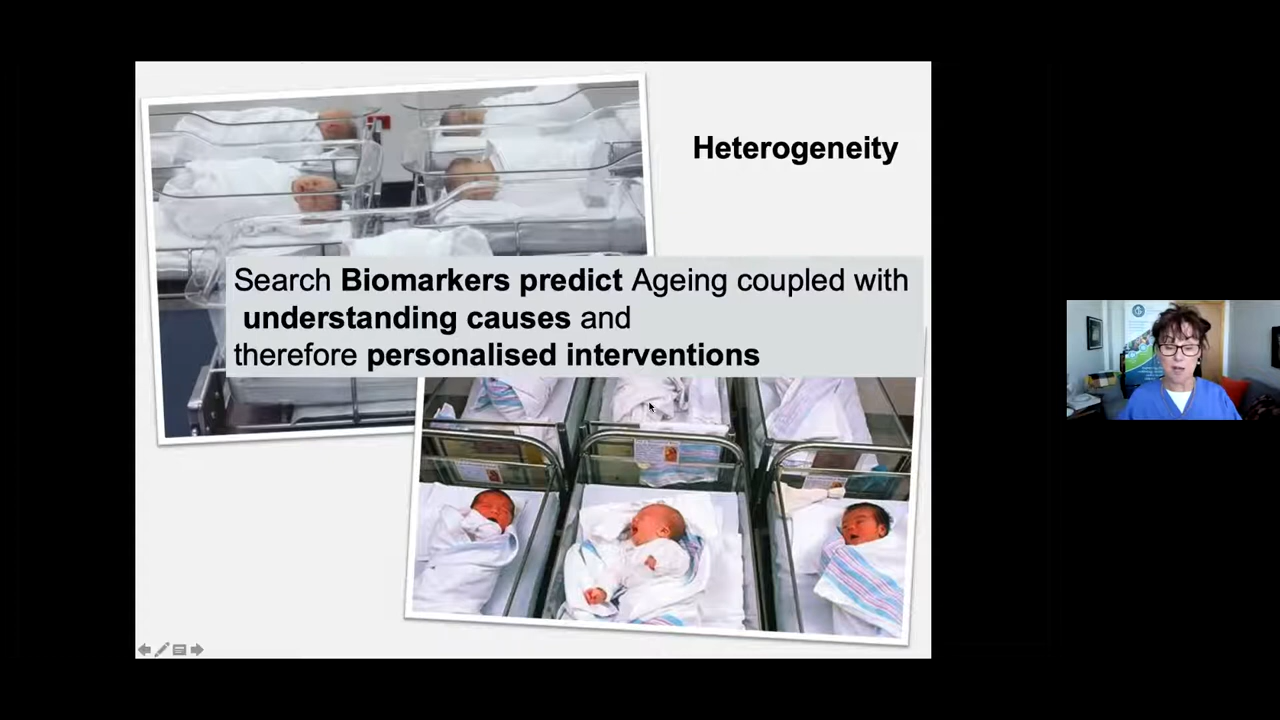 Heterogeneity
Search Biomarkers predict Ageing coupled with
understanding causes and
therefore personalised interventions